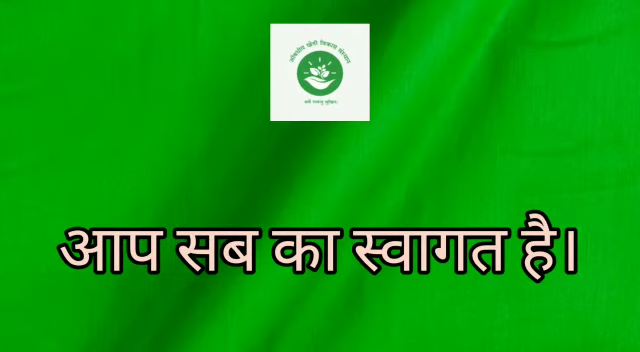 खेती विकास संस्थान
आप सब का स्वागत है।